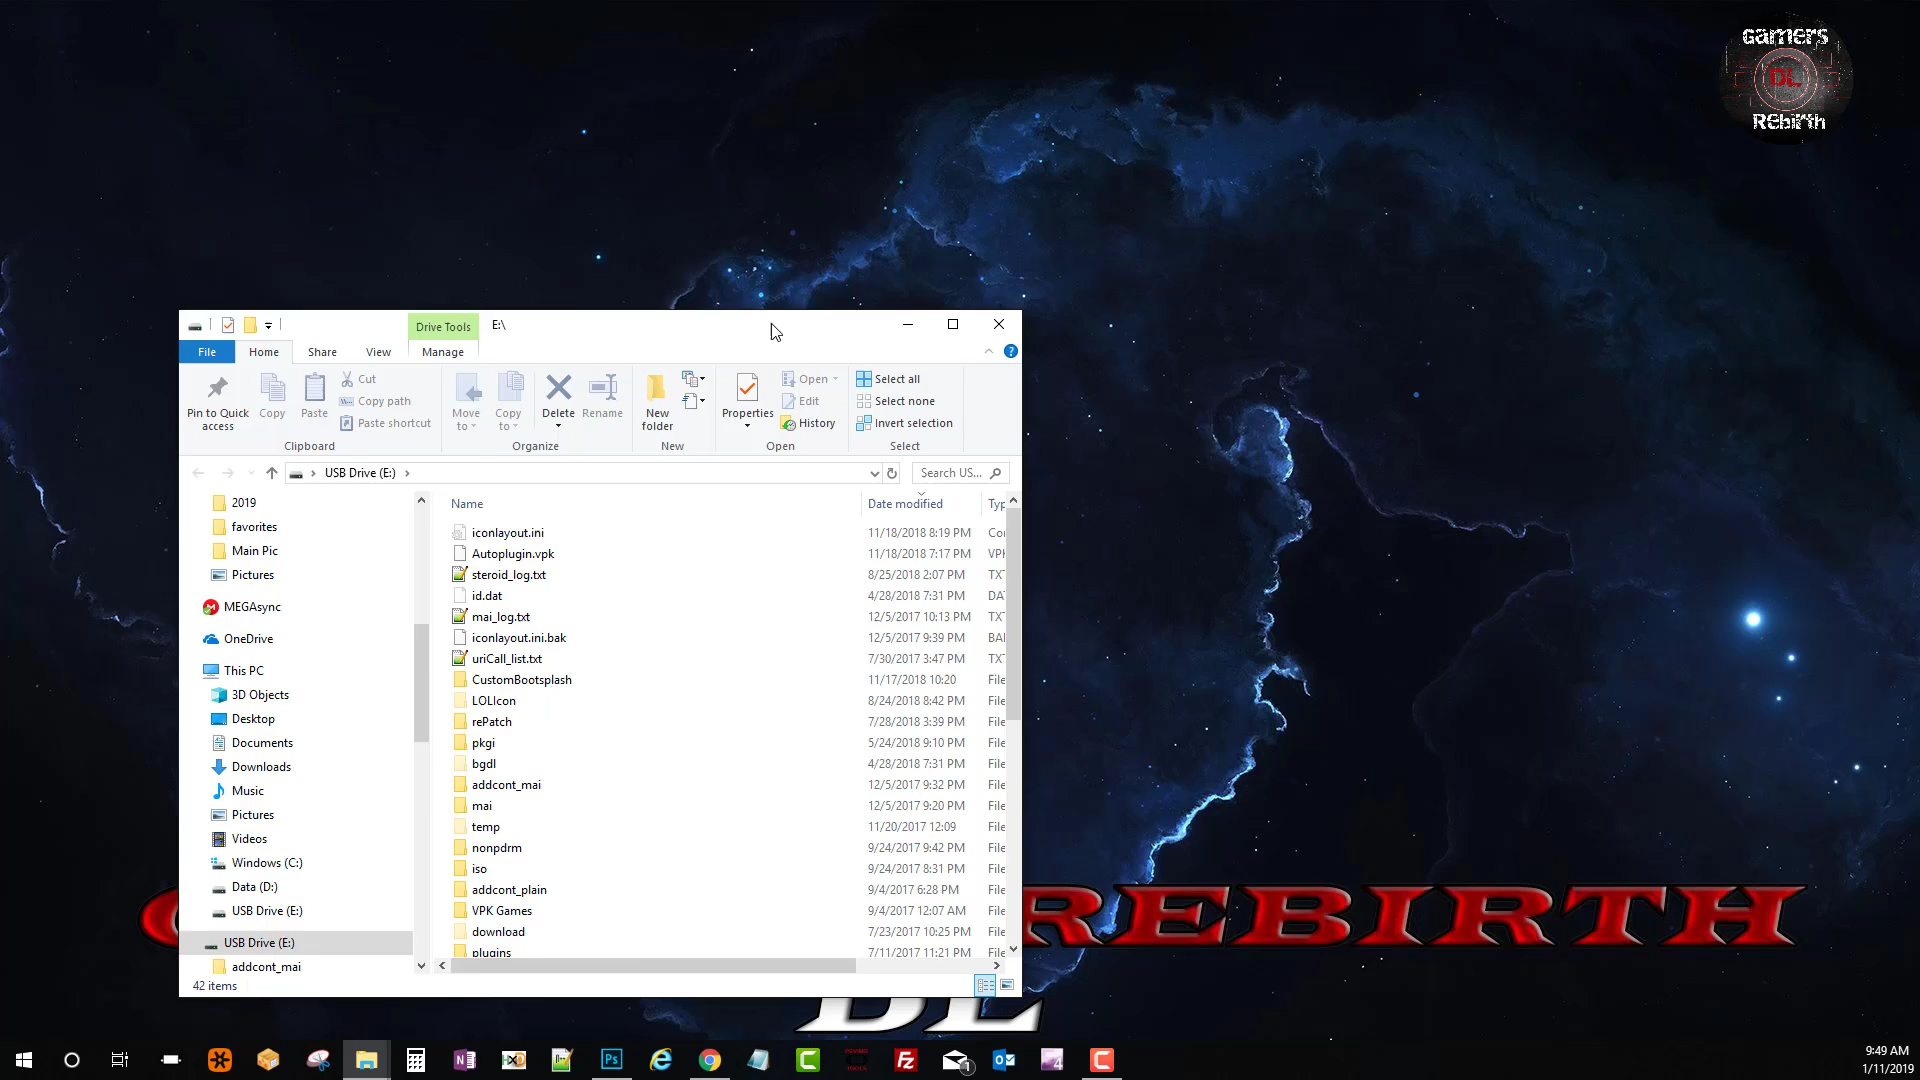 Gamers
DL
REbirth
Drive Tools
E:\
File
Home
Share
View
Manage
Pin to Quick access
Copy
Paste
Cut
Copy path
Paste shortcut
Move to
Copy to
Delete
Rename
New folder
Properties
Open
Edit
History
Select all
Select none
Invert selection
Clipboard
Organize
New
Open
Select
USB Drive (E:)
Search US...
2019
favorites
Main Pic
Pictures
MEGAsync
OneDrive
This PC
3D Objects
Desktop
Documents
Downloads
Music
Pictures
Videos
Windows (C:)
Data (D:)
USB Drive (E:)
USB Drive (E:)
addcont_mai
Name Date modified Typ
iconlayout.ini 11/18/2018 8:19 PM Cor
Autoplugin.vpk 11/18/2018 7:17 PM VPK
steroid_log.txt 8/25/2018 2:07 PM TXT
id.dat 4/28/2018 7:31 PM DA
mai_log.txt 12/5/2017 10:13 PM TXT
iconlayout.ini.bak 12/5/2017 9:39 PM BA
uriCall_list.txt 7/30/2017 3:47 PM TXT
CustomBootsplash 11/17/2018 10:20 File
LOLIcon 8/24/2018 8:42 PM File
rePatch 7/28/2018 3:39 PM File
pkgi 5/24/2018 9:10 PM File
bgdl 4/28/2018 7:31 PM File
addcont_mai 12/5/2017 9:32 PM File
mai 12/5/2017 9:20 PM File
temp 11/20/2017 12:09 File
nonpdrm 9/24/2017 9:42 PM File
iso 9/24/2017 8:31 PM File
addcont_plain 9/4/2017 6:28 PM File
VPK Games 9/4/2017 12:07 AM File
download 7/23/2017 10:25 PM File
plugins 7/11/2017 11:21 PM File
42 items
REBIRTH
DL
9:49 AM
1/11/2019